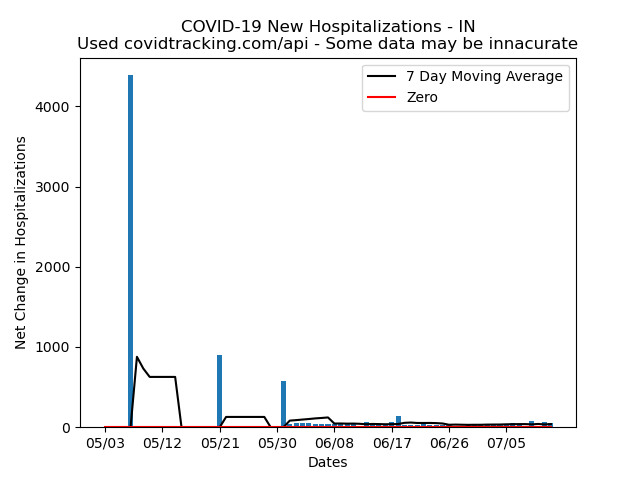 COVID-19 New Hospitalizations - IN
Used covidtracking.com/api - Some data may be innacurate
7 Day Moving Average
Zero
4000
3000
2000
1000
0
Net Change in Hospitalizations
05/03 05/12 05/21 05/30 06/08 06/17 06/26 07/05
Dates